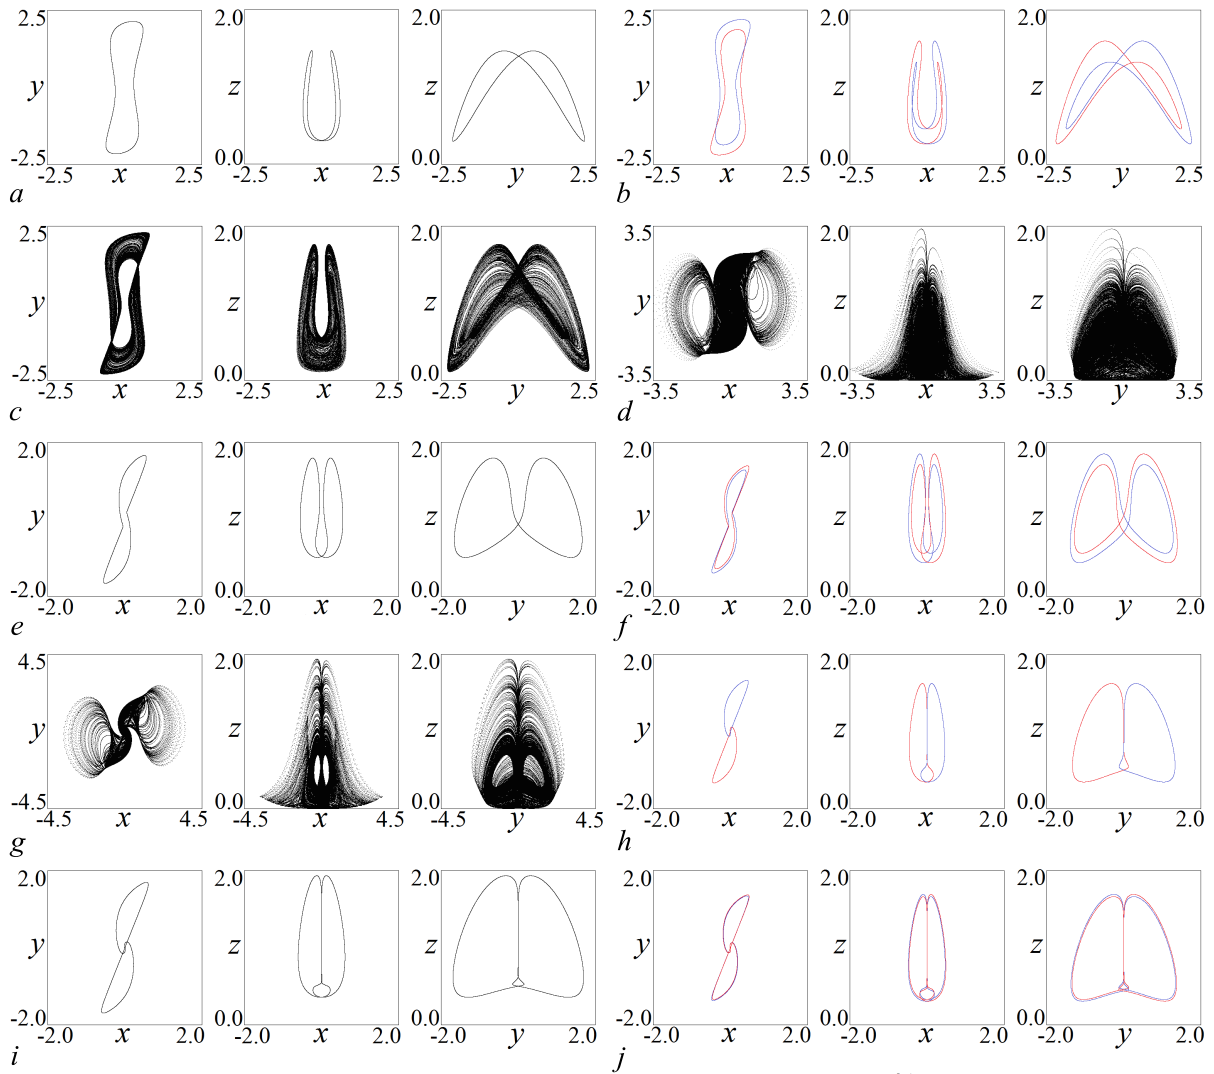 2.5 2.0 2.0 2.5 2.0 2.0
y z z y z z
-2.5 0.0 0.0 -2.5 0.0 0.0
-2.5 x 2.5 -2.5 x 2.5 -2.5 y 2.5 -2.5 x 2.5 -2.5 x 2.5 -2.5 y 2.5
a b
2.5 2.0 2.0 3.5 2.0 2.0
y z z y z z
-2.5 0.0 0.0 -3.5 0.0 0.0
-2.5 x 2.5 -2.5 x 2.5 -2.5 y 2.5 -3.5 x 3.5 -3.5 x 3.5 -3.5 y 3.5
c d
2.0 2.0 2.0 2.0 2.0 2.0
y z z y z z
-2.0 0.0 0.0 -2.0 0.0 0.0
-2.0 x 2.0 -2.0 x 2.0 -2.0 y 2.0 -2.0 x 2.0 -2.0 x 2.0 -2.0 y 2.0
e f
4.5 2.0 2.0 2.0 2.0 2.0
y z z y z z
-4.5 0.0 0.0 -2.0 0.0 0.0
-4.5 x 4.5 -4.5 x 4.5 -4.5 y 4.5 -2.0 x 2.0 -2.0 x 2.0 -2.0 y 2.0
g h
2.0 2.0 2.0 2.0 2.0 2.0
y z z y z z
-2.0 0.0 0.0 -2.0 0.0 0.0
-2.0 x 2.0 -2.0 x 2.0 -2.0 y 2.0 -2.0 x 2.0 -2.0 x 2.0 -2.0 y 2.0
i j